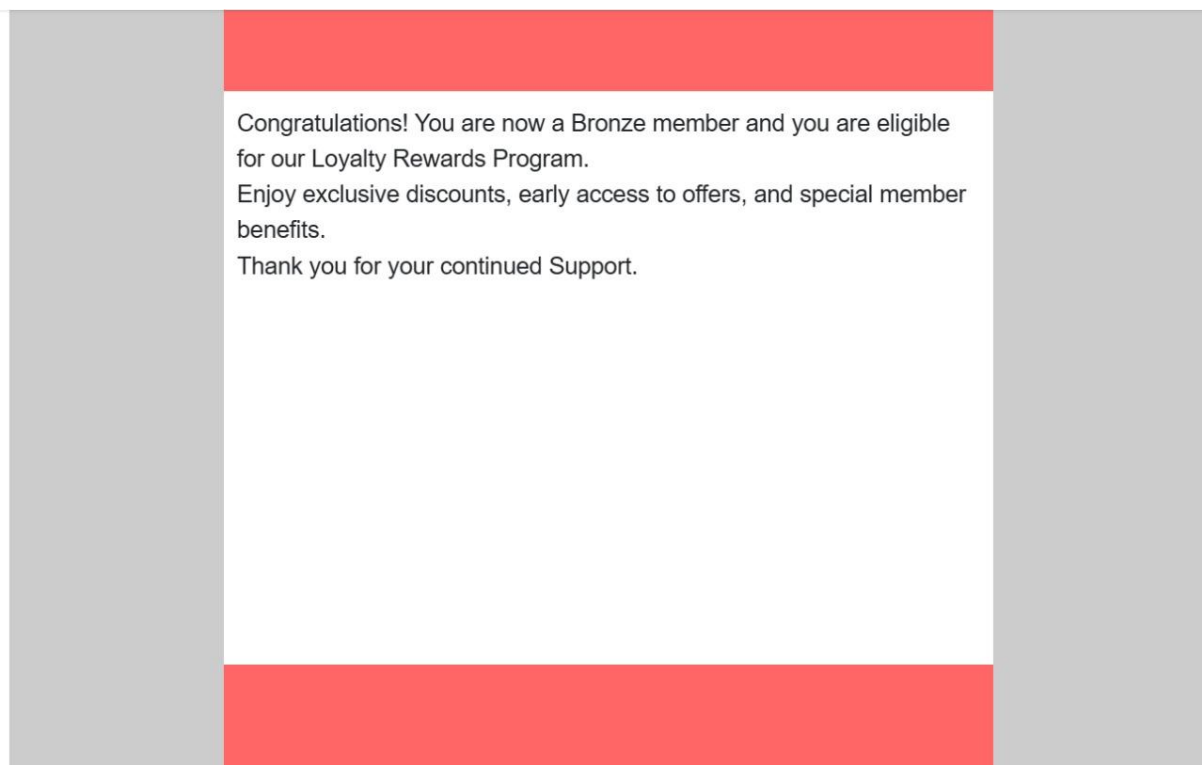 Congratulations! You are now a Bronze member and you are eligible
for our Loyalty Rewards Program.
Enjoy exclusive discounts, early access to offers, and special member
benefits.
Thank you for your continued Support.